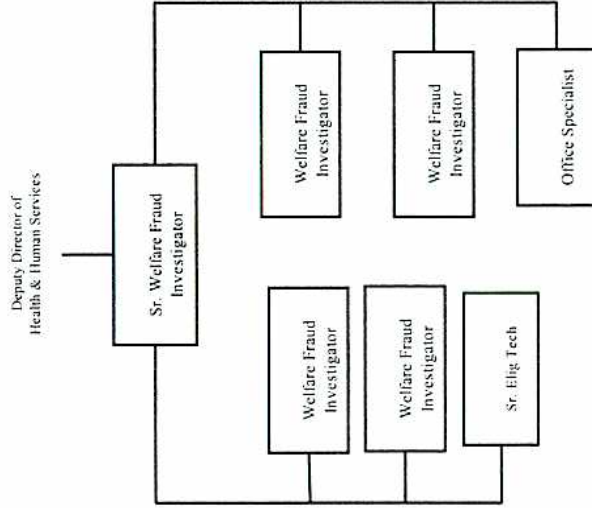 Deputy Director of
Health & Human Services
Sr. Welfare Fraud
Investigator
Welfare Fraud
Investigator
Welfare Fraud
Investigator
Sr. Elig Tech
Welfare Fraud
Investigator
Welfare Fraud
Investigator
Office Specialist